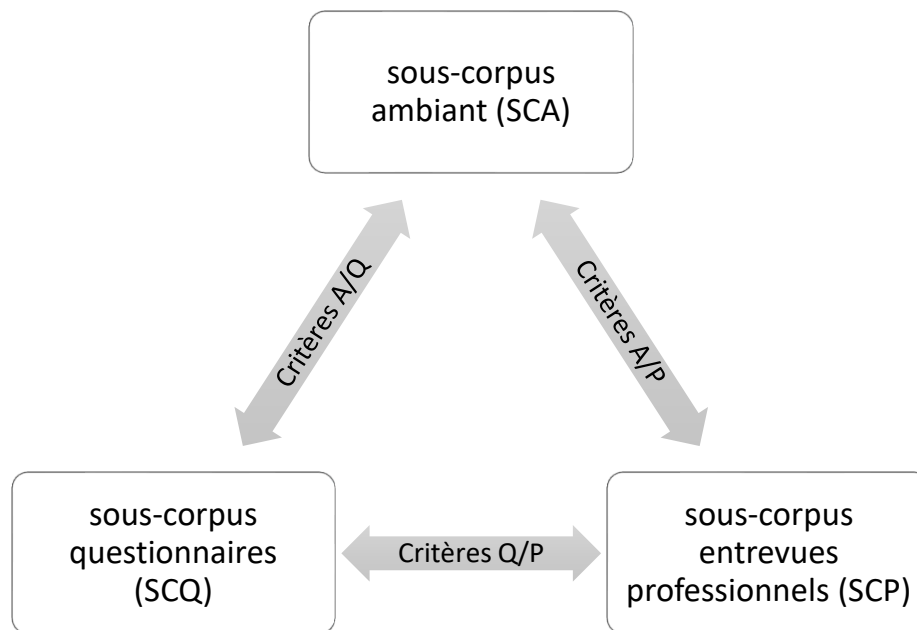 sous-corpus
ambiant (SCA)
Critères A/Q
Critères A/P
sous-corpus
questionnaires
(SCQ)
Critères Q/P
sous-corpus
entrevues
professionnels (SCP)